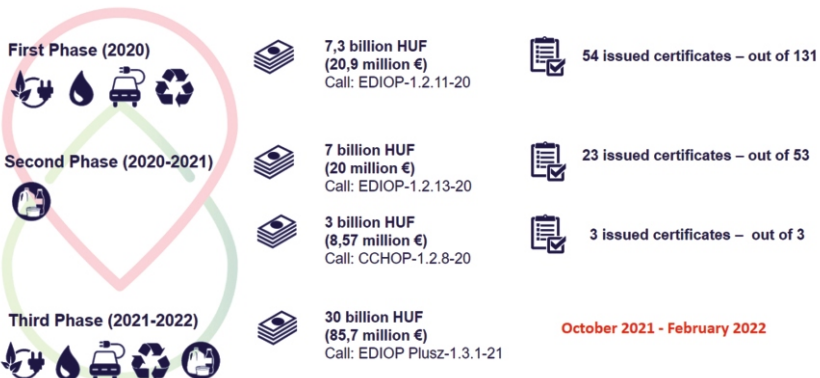 First Phase (2020)
7,3 billion HUF
(20,9 million €)
Call: EDIOP-1.2.11-20
54 issued certificates – out of 131
Second Phase (2020-2021)
7 billion HUF
(20 million €)
Call: EDIOP-1.2.13-20
23 issued certificates – out of 53
3 billion HUF
(8,57 million €)
Call: CCHOP-1.2.8-20
3 issued certificates – out of 3
Third Phase (2021-2022)
30 billion HUF
(85,7 million €)
Call: EDIOP Plusz-1.3.1-21
October 2021 - February 2022